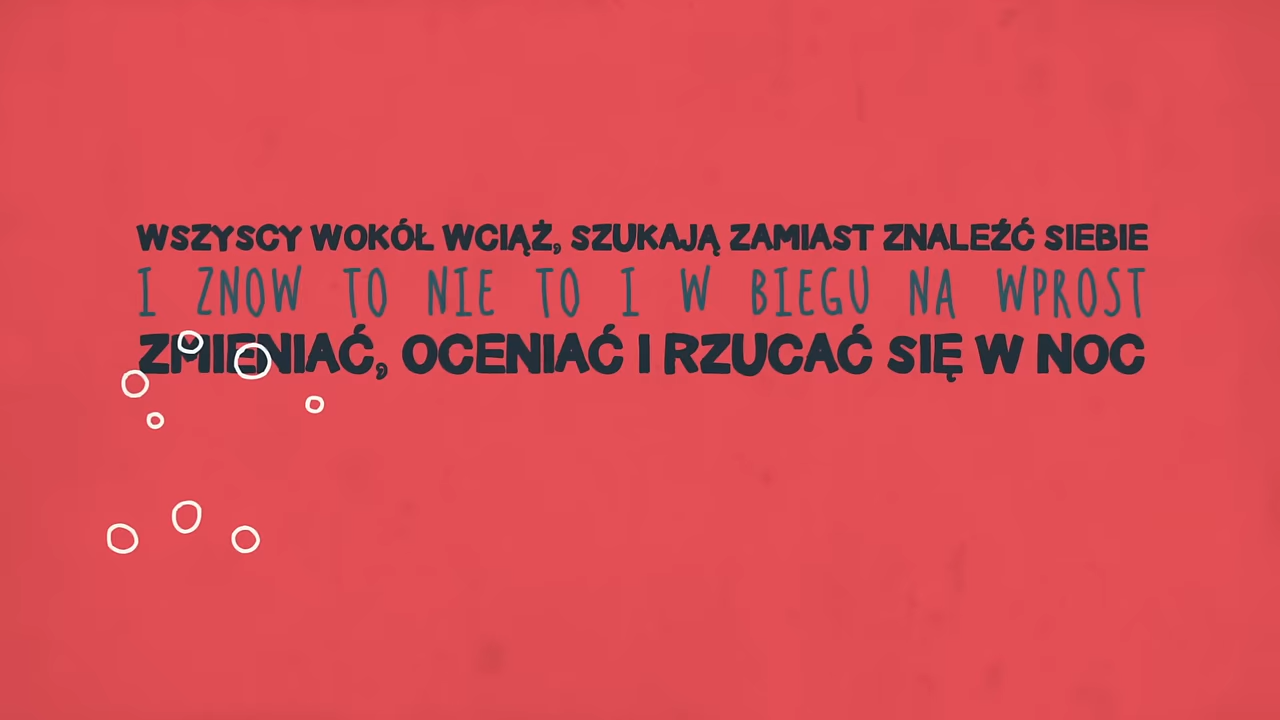 WSZYSCY WOKÓŁ WCIĄŻ, SZUKAJĄ ZAMIAST ZNALEŹĆ SIEBIE
I ZNOW TO NIE TO I W BIEGU NA WPROST
ZMIENIAĆ, OCENIAĆ I RZUCAĆ SIĘ W NOC